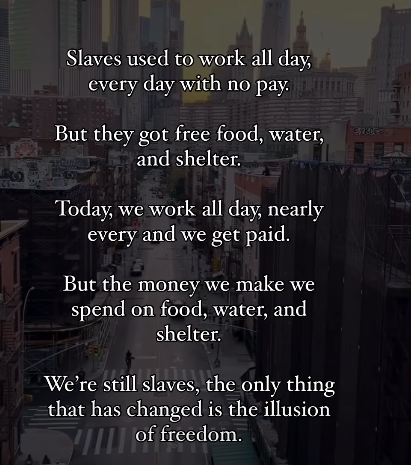 Slaves used to work all day,
every day with no pay.
But they got free food, water,
and shelter.
Today, we work all day, nearly
every and we get paid.
But the money we make we
spend on food, water, and
shelter.
We're still slaves, the only thing
that has changed is the illusion
of freedom.